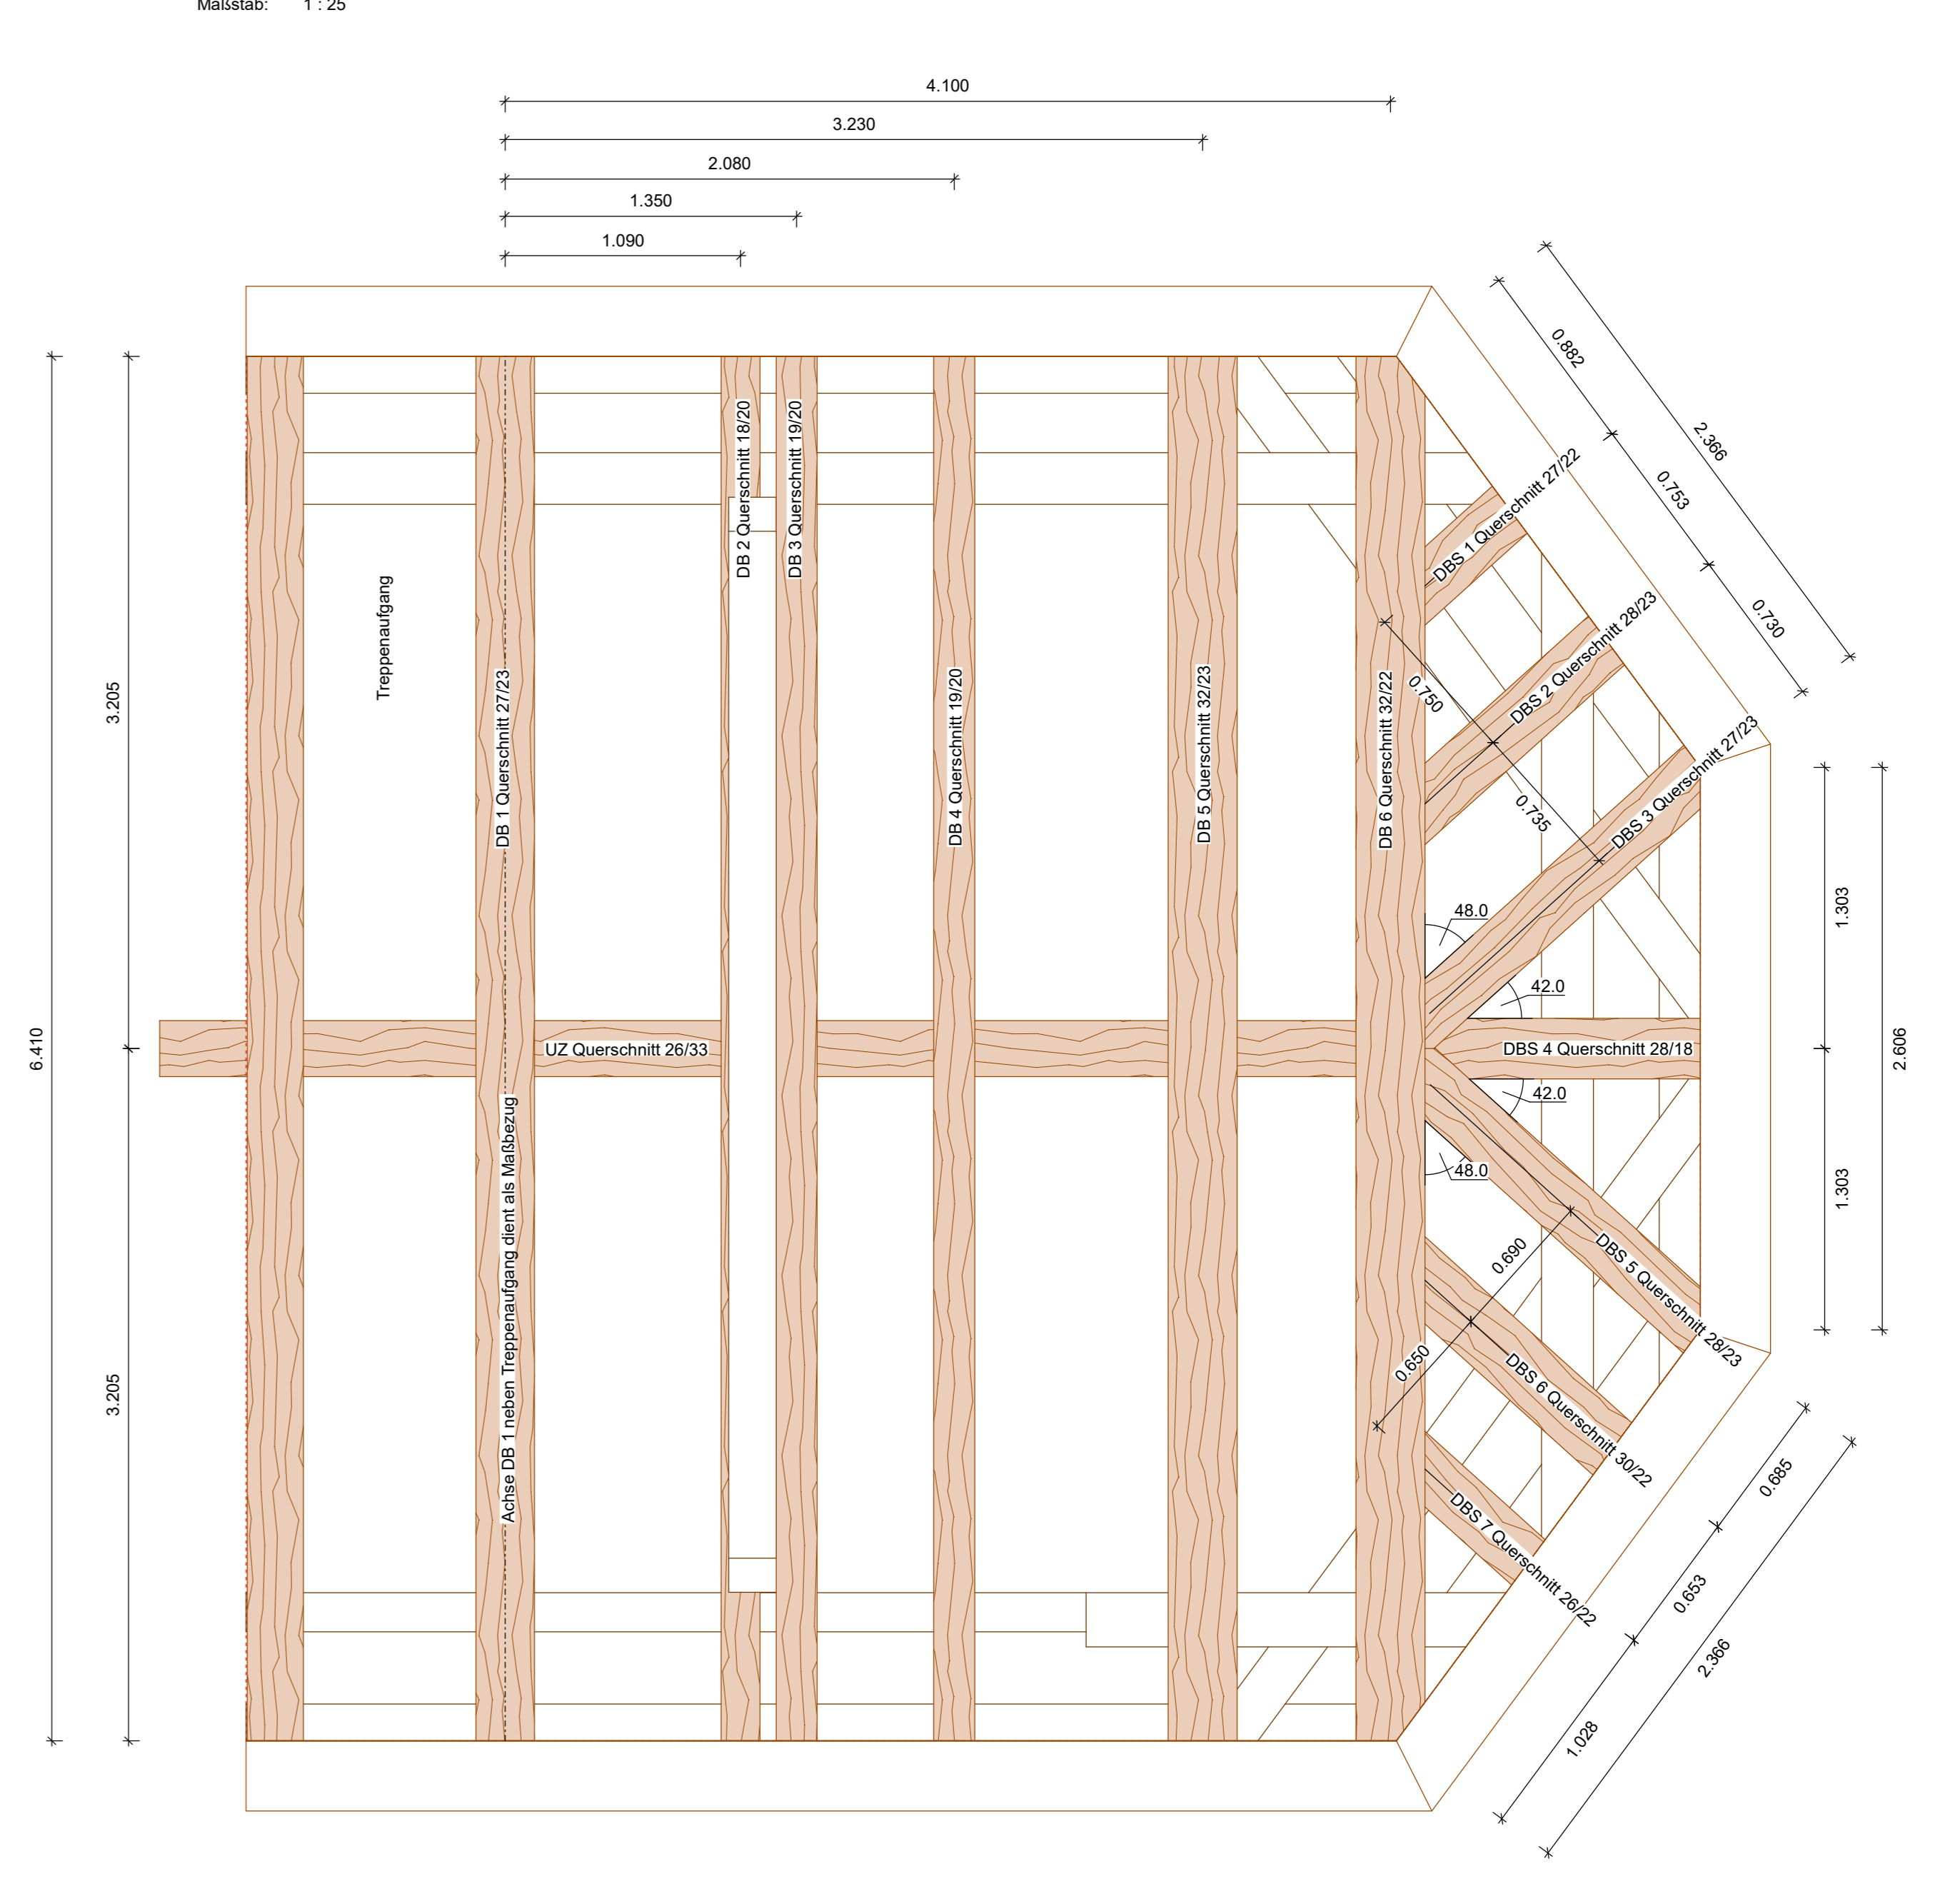 Maßstab: 1 : 25
4.100
3.230
2.080
1.350
1.090
0.882
2.366
0.753
0.730
DB 2 Querschnitt 18/20
DB 3 Querschnitt 19/20
DBS 1 Querschnitt 27/22
DBS 2 Querschnitt 28/23
DBS 3 Querschnitt 27/23
Treppenaufgang
3.205
DB 1 Querschnitt 27/23
DB 4 Querschnitt 19/20
DB 5 Querschnitt 32/23
DB 6 Querschnitt 32/22
0.750
0.735
48.0
1.303
42.0
6.410
UZ Querschnitt 26/33
DBS 4 Querschnitt 28/18
2.606
42.0
48.0
1.303
Achse DB 1 neben Treppenaufgang dient als Maßbezug
0.690
DBS 5 Querschnitt 28/23
3.205
0.650
DBS 6 Querschnitt 30/22
DBS 7 Querschnitt 26/22
0.685
0.653
2.366
1.028